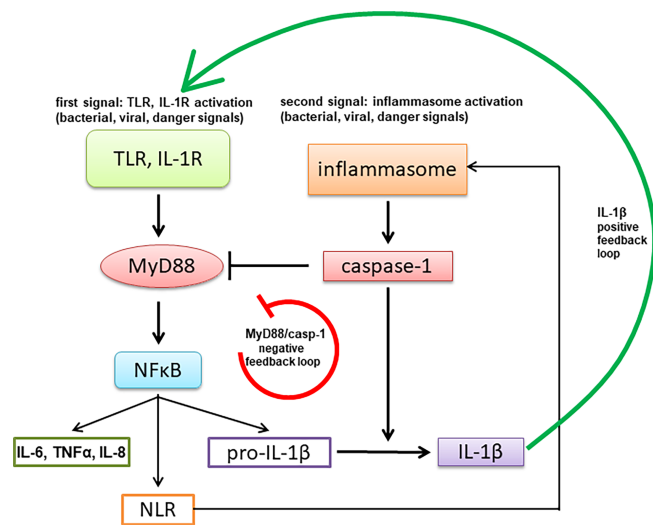 first signal: TLR, IL-1R activation
(bacterial, viral, danger signals)
second signal: inflammasome activation
(bacterial, viral, danger signals)
TLR, IL-1R
inflammasome
IL-1β
positive
feedback
loop
MyD88
caspase-1
MyD88/casp-1
negative
feedback loop
NFκB
IL-6, TNFα, IL-8
pro-IL-1β
IL-1β
NLR